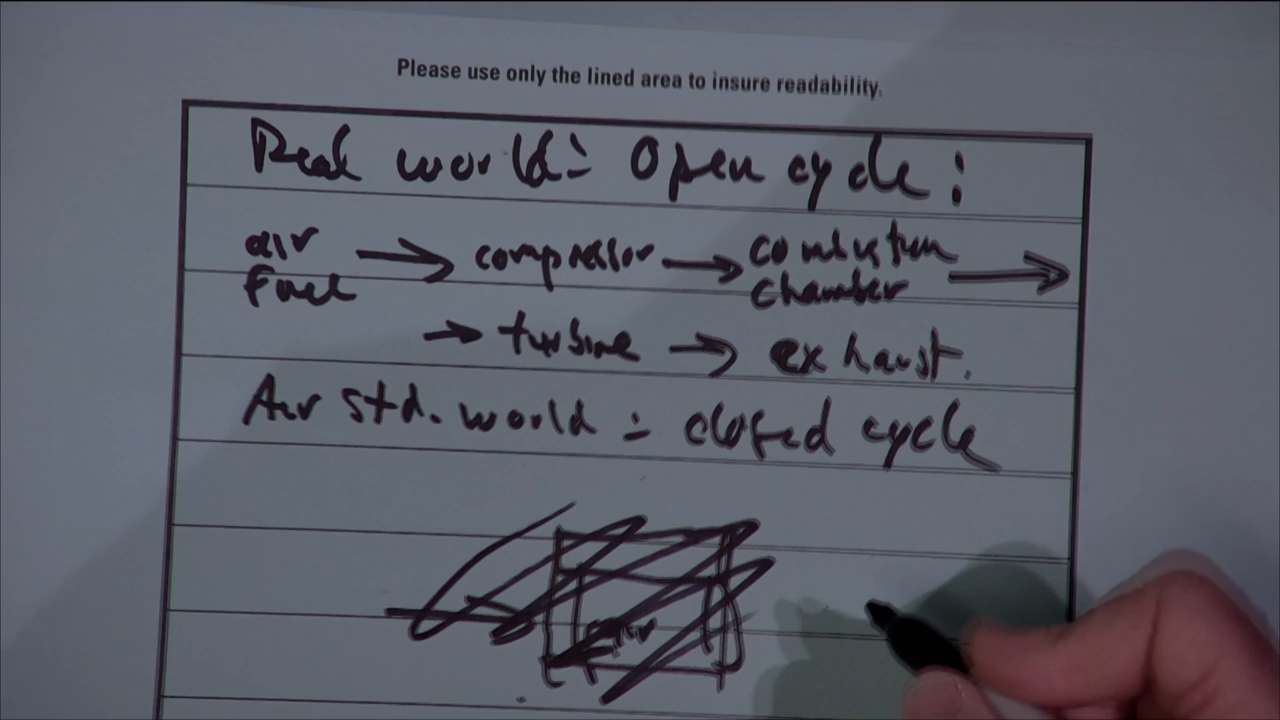 Please use only the lined area to insure readability.
Real world: Open cycle:
air → compressor → combustion
Fuel chamber →
→ turbine → exhaust.
Air std. world: closed cycle
air